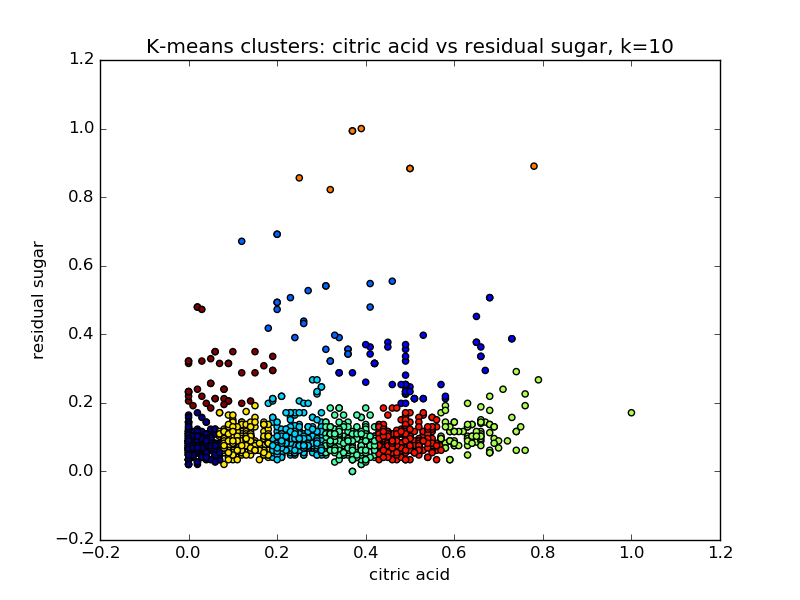 K-means clusters: citric acid vs residual sugar, k=10
1.2
1.0
0.8
0.6
0.4
0.2
0.0
−0.2
residual sugar
−0.2 0.0 0.2 0.4 0.6 0.8 1.0 1.2
citric acid